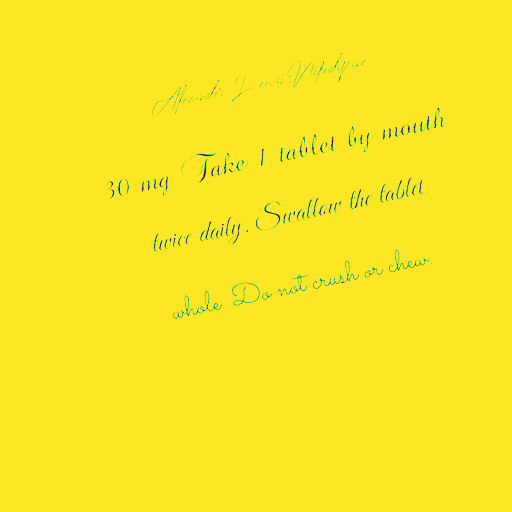 Alexander Nifedipine
30 mg Take 1 tablet by mouth
twice daily. Swallow the tablet
whole. Do not crush or chew.